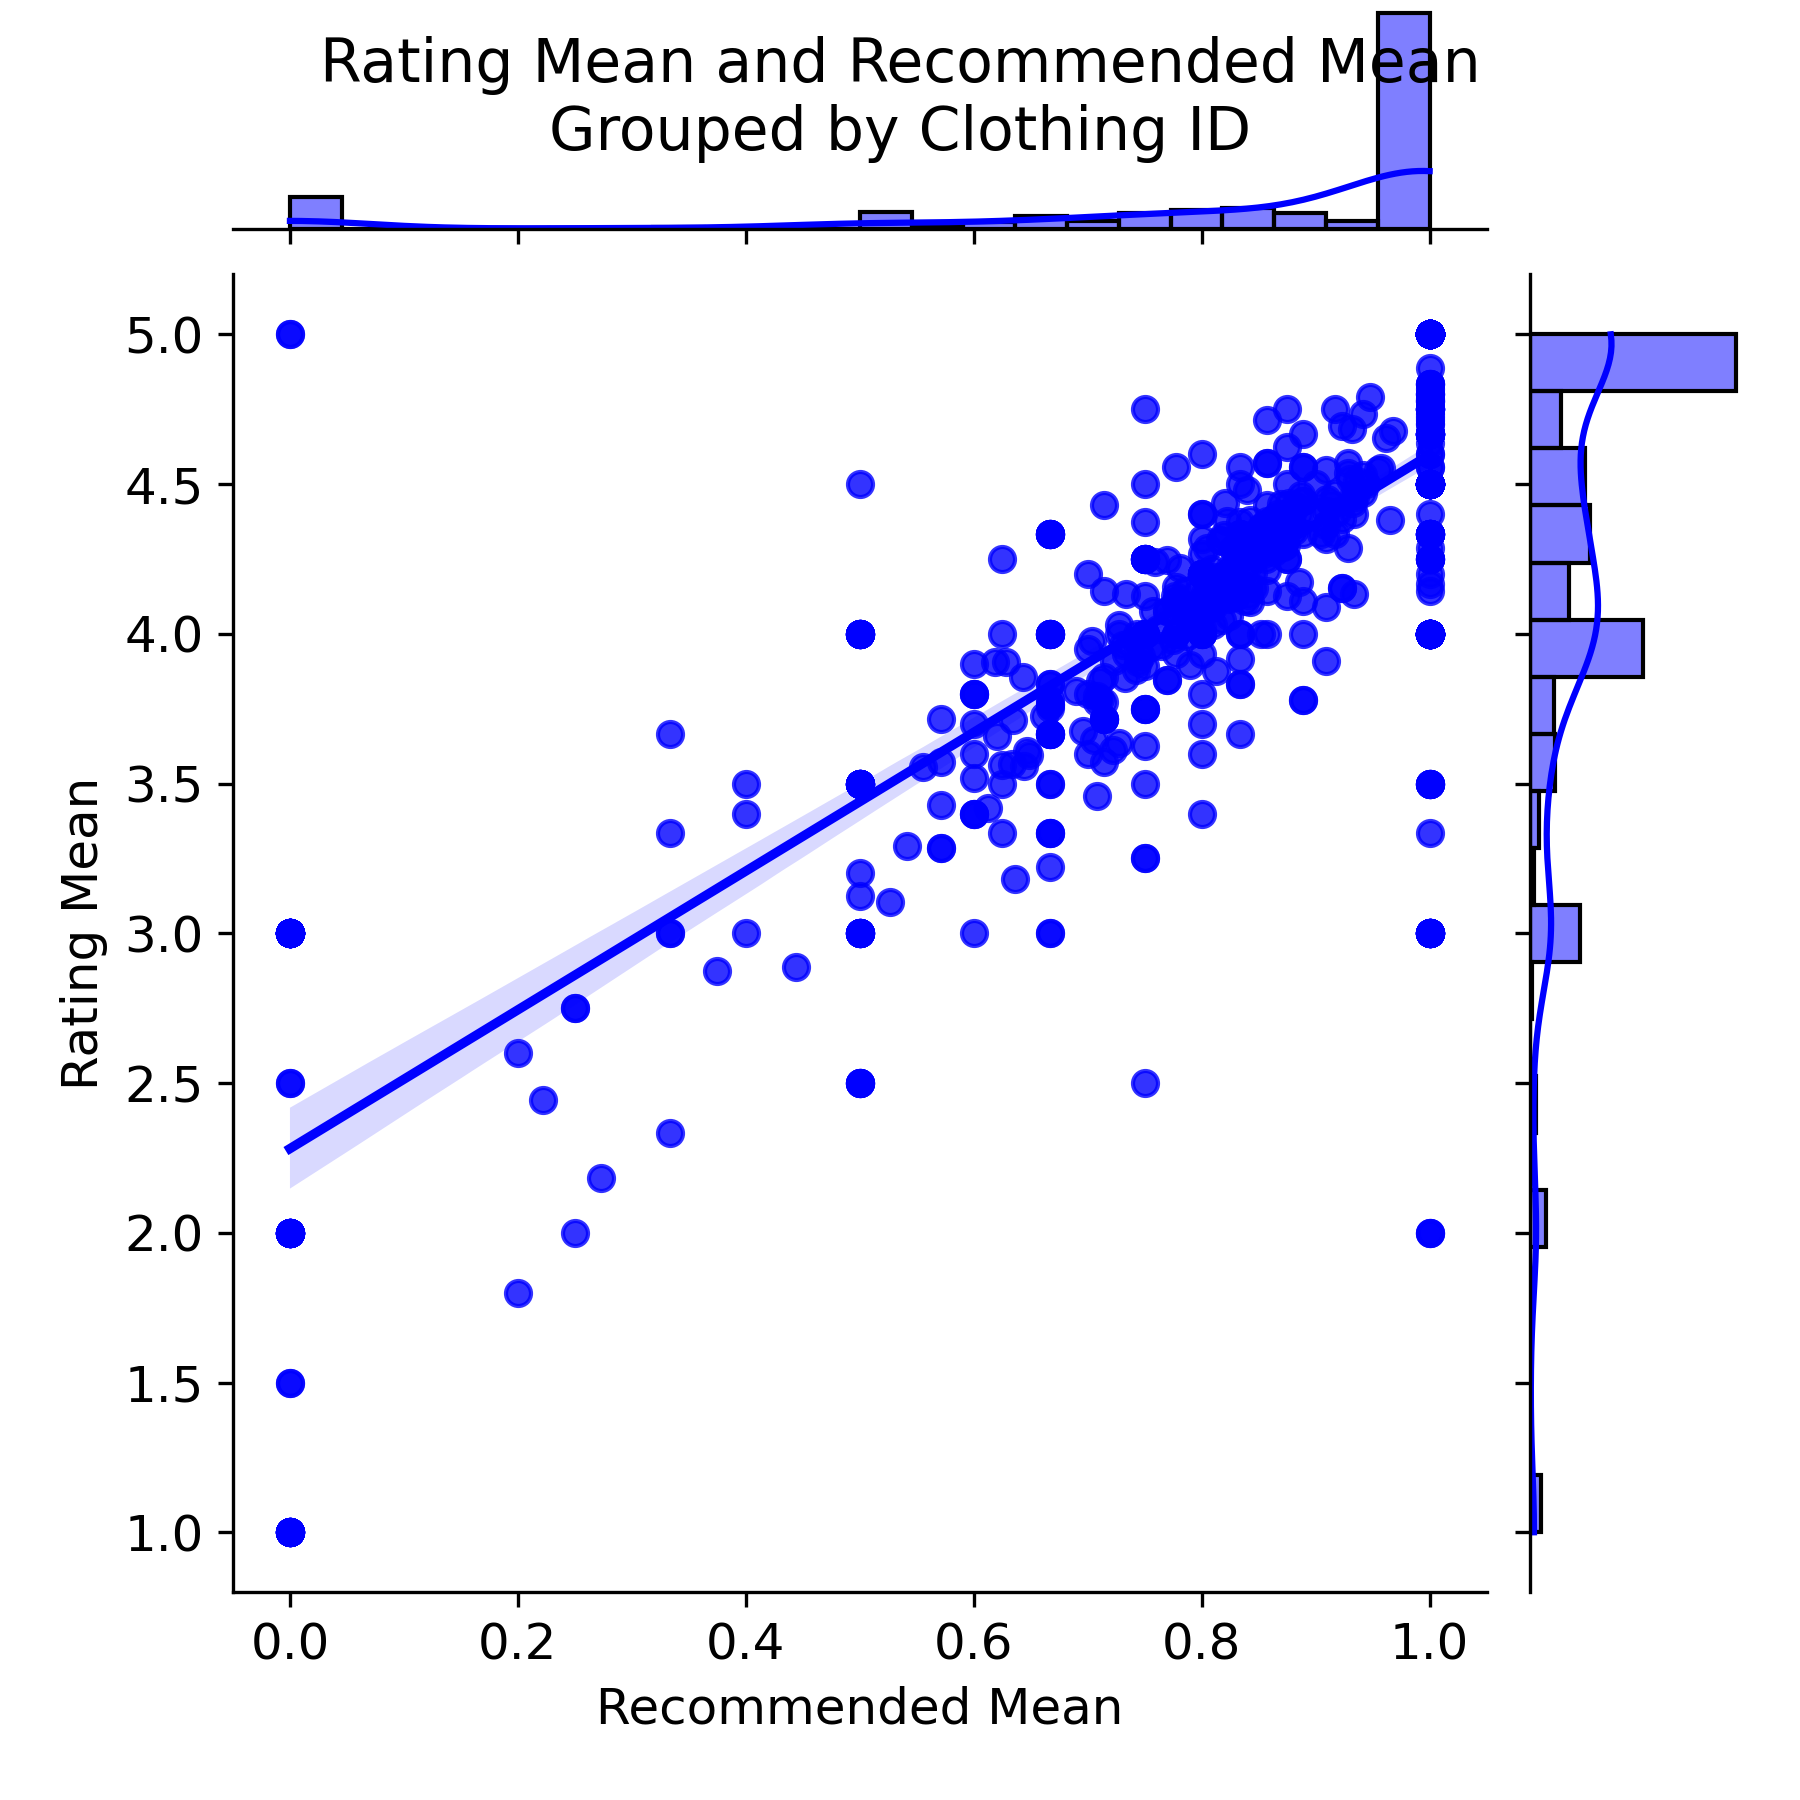 Rating Mean and Recommended Mean
Grouped by Clothing ID
5.0
4.5
4.0
3.5
3.0
2.5
2.0
1.5
1.0
Rating Mean
0.0 0.2 0.4 0.6 0.8 1.0
Recommended Mean